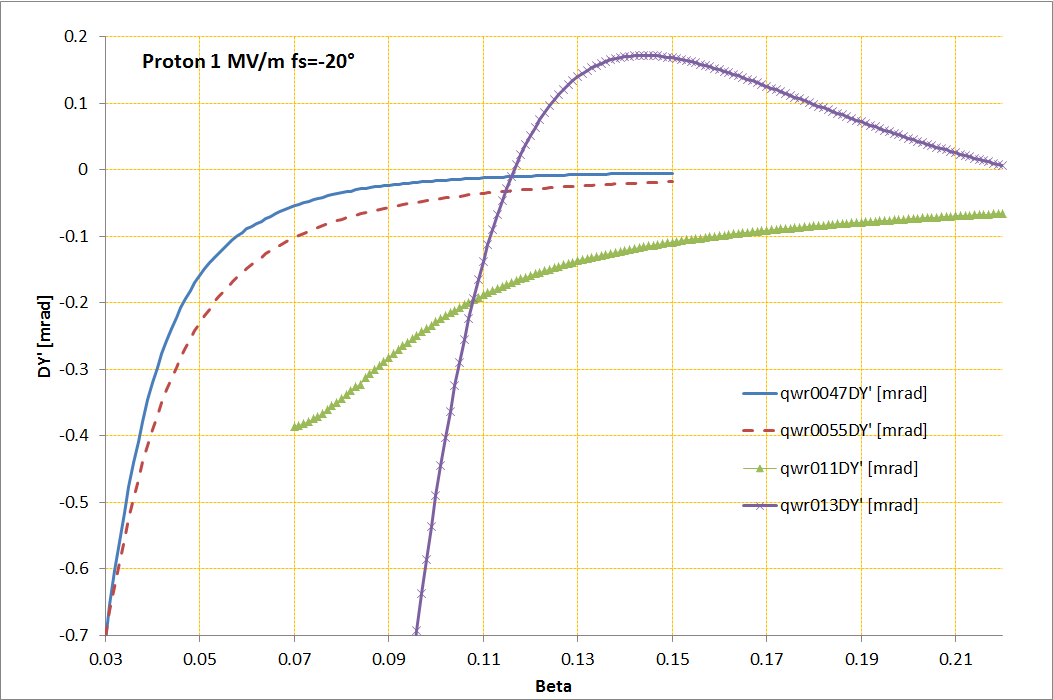 Proton 1 MV/m fs=-20°
0.2
0.1
0
-0.1
-0.2
-0.3
-0.4
-0.5
-0.6
-0.7
DY' [mrad]
qwr0047DY' [mrad]
qwr0055DY' [mrad]
qwr011DY' [mrad]
qwr013DY' [mrad]
0.03 0.05 0.07 0.09 0.11 0.13 0.15 0.17 0.19 0.21
Beta